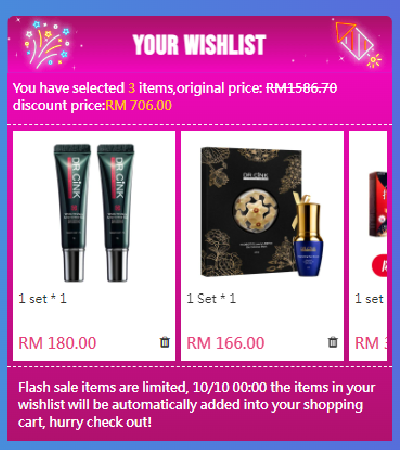 YOUR WISHLIST
You have selected 3 items,original price: RM1586.70
discount price:RM 706.00
DR.CINK
DR.CINK
DR.CINK
1 set * 1
1 Set * 1
1 set
RM 180.00
RM 166.00
RM
Flash sale items are limited, 10/10 00:00 the items in your
wishlist will be automatically added into your shopping
cart, hurry check out!